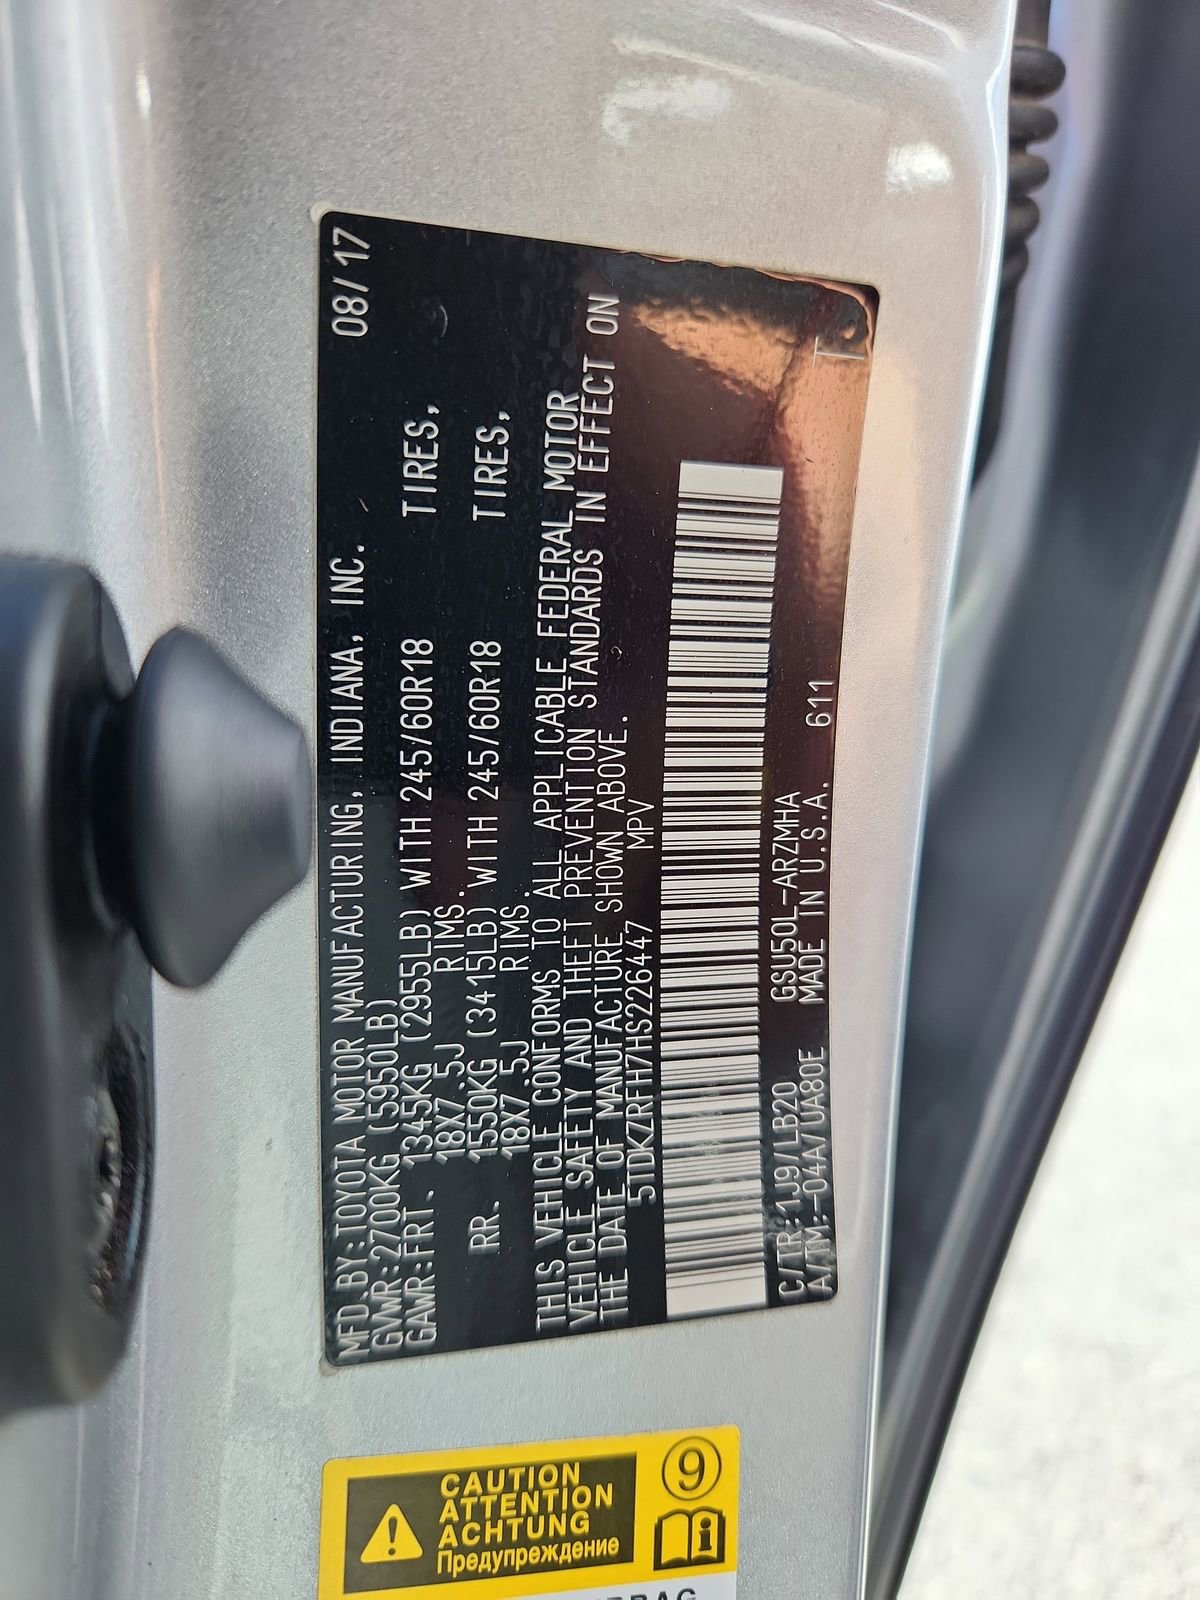 MFD.BY:TOYOTA MOTOR MANUFACTURING, INDIANA, INC. 08/17
GVWR:2700KG (5950LB)
GAWR:FRT. 1345KG (2955LB) WITH 245/60R18 TIRES,
18X7.5J RIMS.
RR. 1550KG (3415LB) WITH 245/60R18 TIRES,
18X7.5J RIMS.
THIS VEHICLE CONFORMS TO ALL APPLICABLE FEDERAL MOTOR
VEHICLE SAFETY AND THEFT PREVENTION STANDARDS IN EFFECT ON
THE DATE OF MANUFACTURE SHOWN ABOVE.
5TDKZRFH7HS226447 MPV
C/TR:1J9/LB20 GSU50L-ARZMHA
A/TM:-04A/UA80E MADE IN U.S.A. 611
CAUTION
ATTENTION
ACHTUNG
Предупреждение
9
i